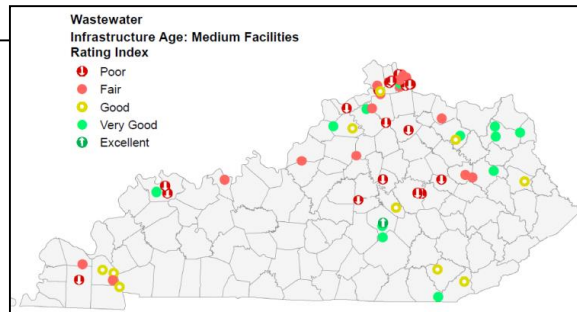 Wastewater
Infrastructure Age: Medium Facilities
Rating Index
Poor
Fair
Good
Very Good
Excellent